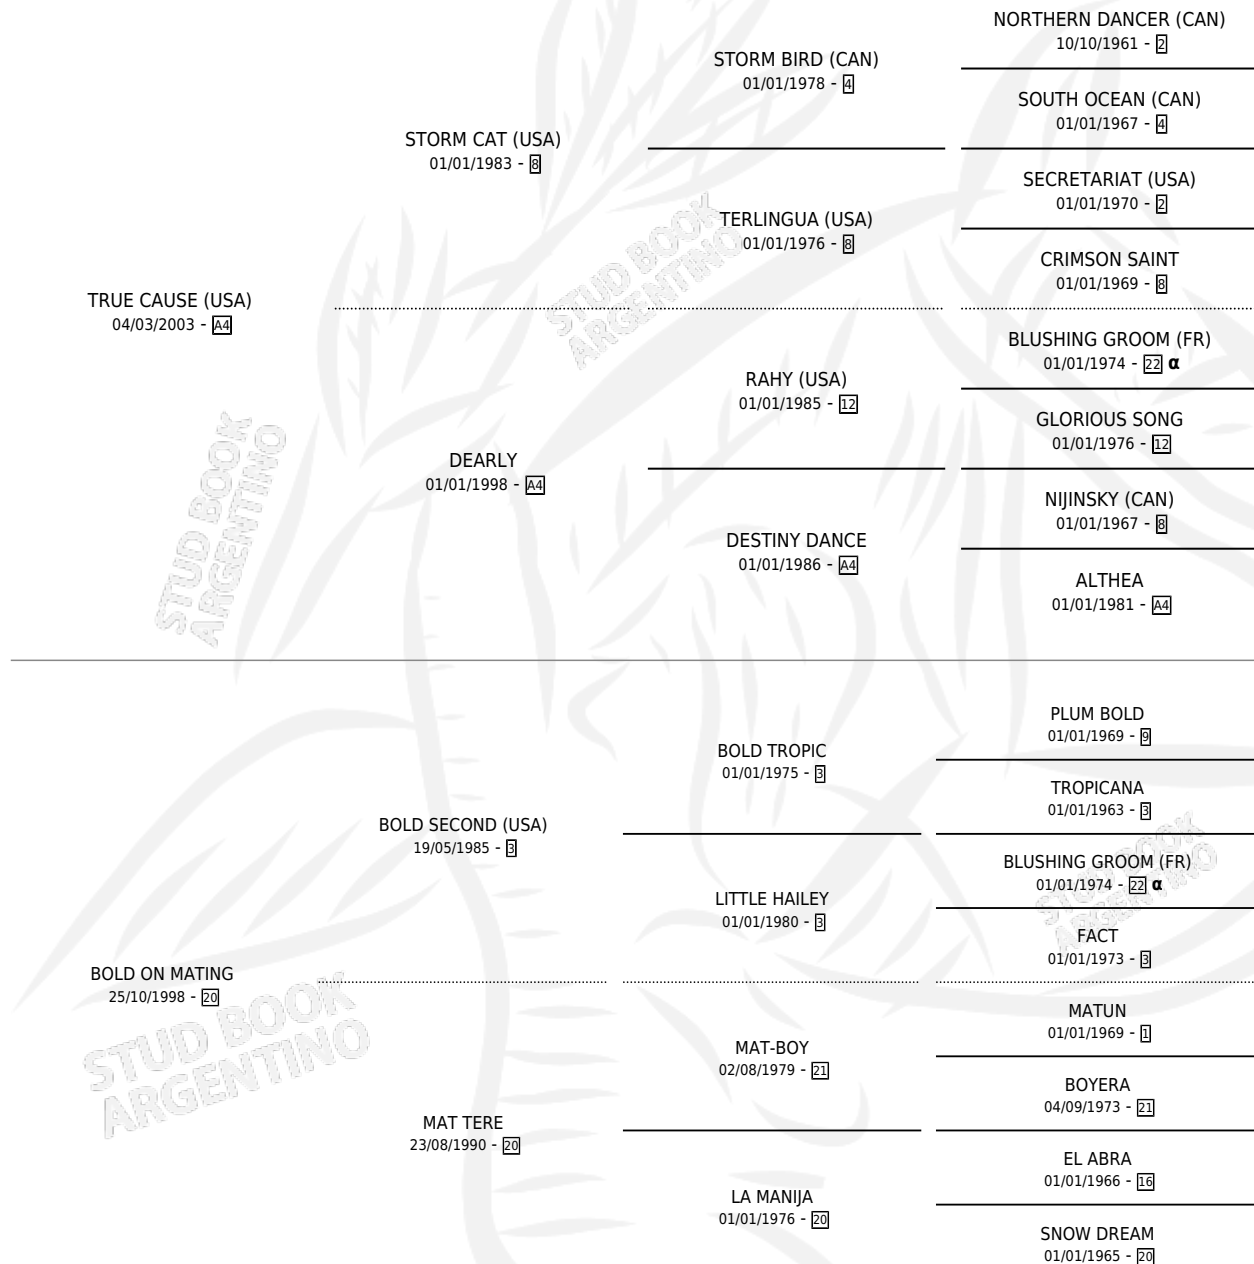 NORTHERN DANCER (CAN)
10/10/1961 - 2
STORM BIRD (CAN)
01/01/1978 - 4
SOUTH OCEAN (CAN)
01/01/1967 - 4
STORM CAT (USA)
01/01/1983 - 8
SECRETARIAT (USA)
01/01/1970 - 2
TERLINGUA (USA)
01/01/1976 - 8
CRIMSON SAINT
01/01/1969 - 8
TRUE CAUSE (USA)
04/03/2003 - A4
BLUSHING GROOM (FR)
01/01/1974 - 22 α
RAHY (USA)
01/01/1985 - 12
GLORIOUS SONG
01/01/1976 - 12
DEARLY
01/01/1998 - A4
NIJINSKY (CAN)
01/01/1967 - 8
DESTINY DANCE
01/01/1986 - A4
ALTHEA
01/01/1981 - A4
PLUM BOLD
01/01/1969 - 9
BOLD TROPIC
01/01/1975 - 3
TROPICANA
01/01/1963 - 3
BOLD SECOND (USA)
19/05/1985 - 3
BLUSHING GROOM (FR)
01/01/1974 - 22 α
LITTLE HAILEY
01/01/1980 - 3
FACT
01/01/1973 - 3
BOLD ON MATING
25/10/1998 - 20
MATUN
01/01/1969 - 1
MAT-BOY
02/08/1979 - 21
BOYERA
04/09/1973 - 21
MAT TERE
23/08/1990 - 20
EL ABRA
01/01/1966 - 16
LA MANIJA
01/01/1976 - 20
SNOW DREAM
01/01/1965 - 20
STUD BOOK
ARGENTINO
STUD BOOK
ARGENTINO
STUD BOOK
ARGENTINO
STUD BOOK
ARGENTINO